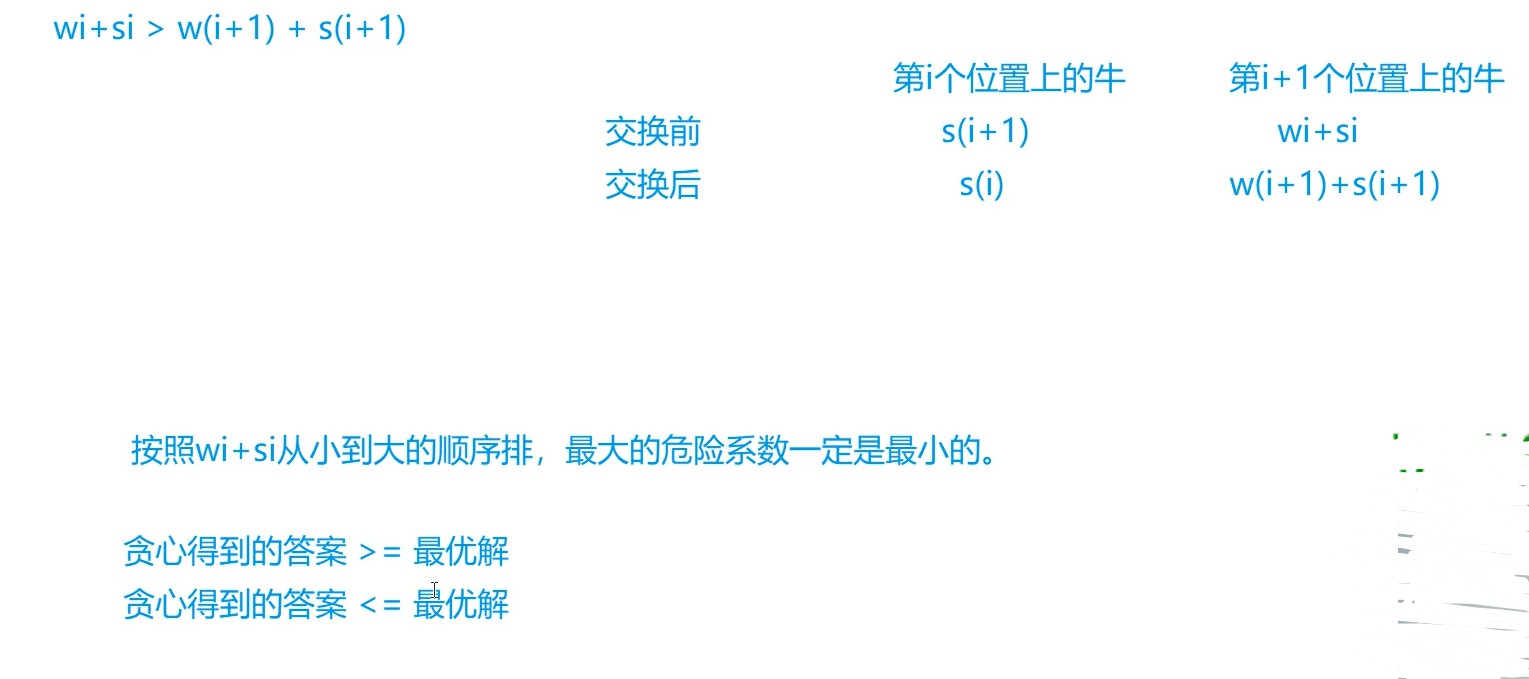 wi+si > w(i+1) + s(i+1)
第i个位置上的牛 第i+1个位置上的牛
交换前 s(i+1) wi+si
交换后 s(i) w(i+1)+s(i+1)
按照wi+si从小到大的顺序排，最大的危险系数一定是最小的。
贪心得到的答案 >= 最优解
贪心得到的答案 <= 最优解